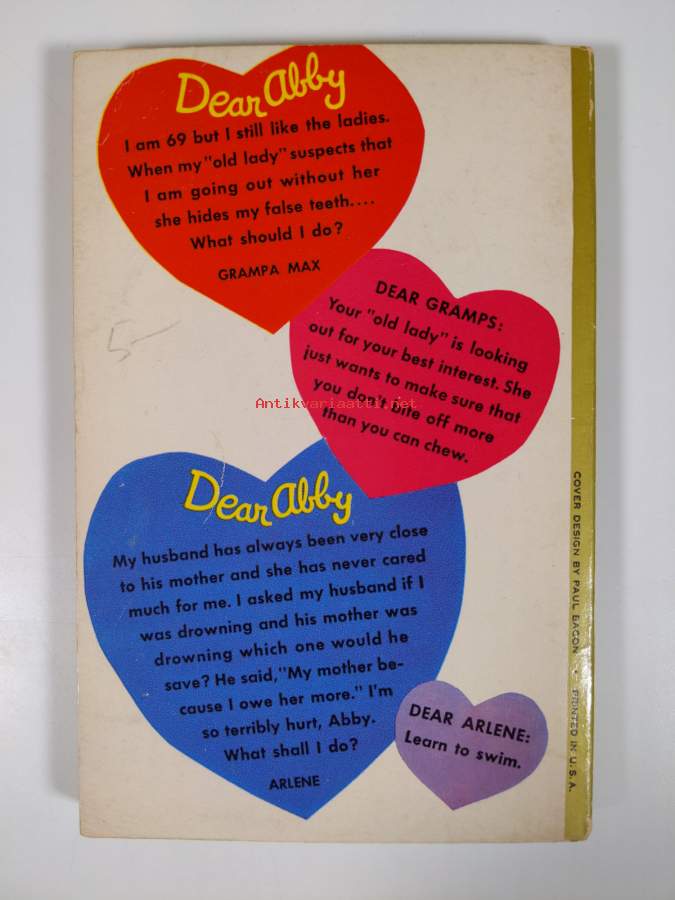 Dear Abby
I am 69 but I still like the ladies.
When my "old lady" suspects that
I am going out without her
she hides my false teeth....
What should I do?
GRAMPA MAX
DEAR GRAMPS:
Your "old lady" is looking
out for your best interest. She
just wants to make sure that
you don't bite off more
than you can chew.
Antikvariaatti.net
5-
Dear Abby
My husband has always been very close
to his mother and she has never cared
much for me. I asked my husband if I
was drowning and his mother was
drowning which one would he
save? He said, "My mother be-
cause I owe her more." I'm
so terribly hurt, Abby.
What shall I do?
ARLENE
DEAR ARLENE:
Learn to swim.
COVER DESIGN BY PAUL BACON • PRINTED IN U.S.A.